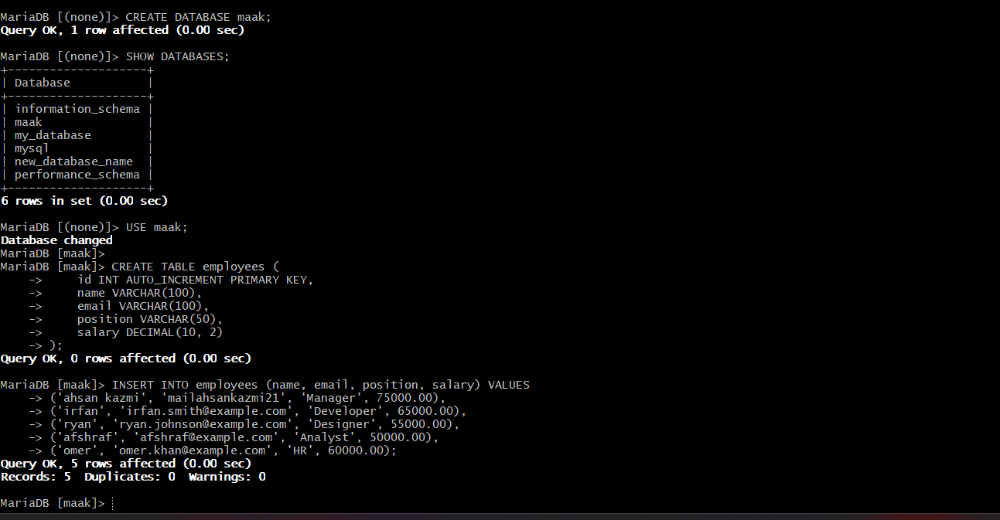 MariaDB [(none)]> CREATE DATABASE maak;
Query OK, 1 row affected (0.00 sec)

MariaDB [(none)]> SHOW DATABASES;
+--------------------+
| Database           |
+--------------------+
| information_schema |
| maak               |
| my_database        |
| mysql              |
| new_database_name  |
| performance_schema |
+--------------------+
6 rows in set (0.00 sec)

MariaDB [(none)]> USE maak;
Database changed
MariaDB [maak]>
MariaDB [maak]> CREATE TABLE employees (
    ->     id INT AUTO_INCREMENT PRIMARY KEY,
    ->     name VARCHAR(100),
    ->     email VARCHAR(100),
    ->     position VARCHAR(50),
    ->     salary DECIMAL(10, 2)
    -> );
Query OK, 0 rows affected (0.00 sec)

MariaDB [maak]> INSERT INTO employees (name, email, position, salary) VALUES
    -> ('ahsan kazmi', 'mailahsankazmi21', 'Manager', 75000.00),
    -> ('irfan', 'irfan.smith@example.com', 'Developer', 65000.00),
    -> ('ryan', 'ryan.johnson@example.com', 'Designer', 55000.00),
    -> ('afshraf', 'afshraf@example.com', 'Analyst', 50000.00),
    -> ('omer', 'omer.khan@example.com', 'HR', 60000.00);
Query OK, 5 rows affected (0.00 sec)
Records: 5  Duplicates: 0  Warnings: 0

MariaDB [maak]>